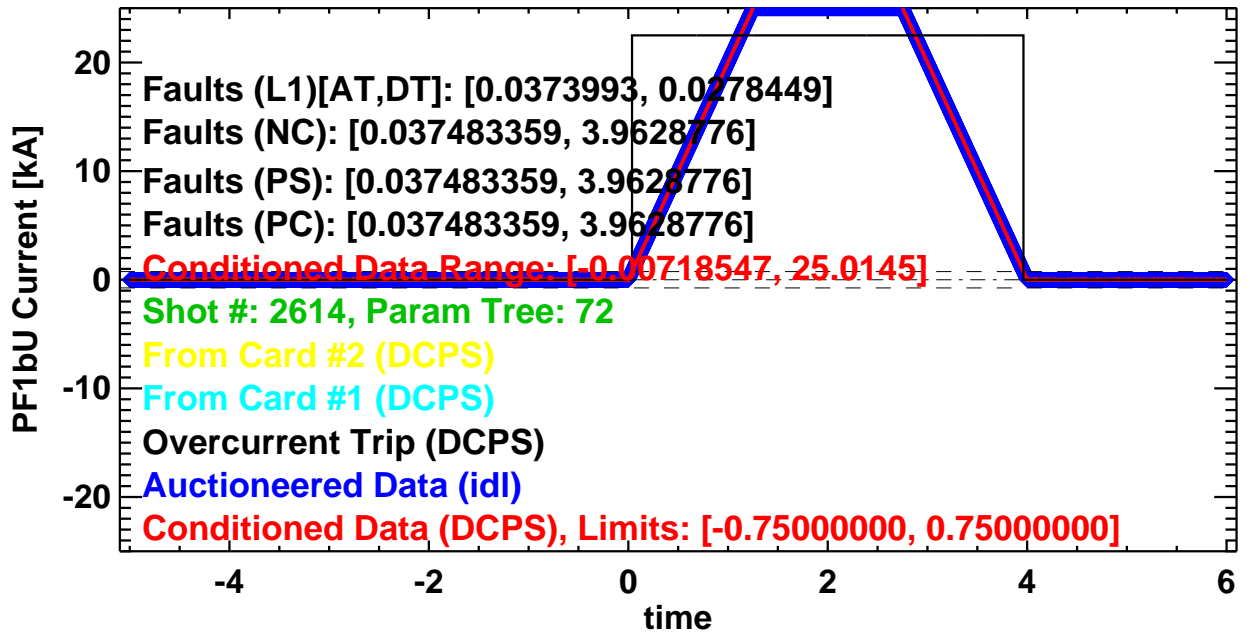 20
10
0
-10
-20
PF1bU Current [kA]
Faults (L1)[AT,DT]: [0.0373993, 0.0278449]
Faults (NC): [0.037483359, 3.9628776]
Faults (PS): [0.037483359, 3.9628776]
Faults (PC): [0.037483359, 3.9628776]
Conditioned Data Range: [-0.00718547, 25.0145]
Shot #: 2614, Param Tree: 72
From Card #2 (DCPS)
From Card #1 (DCPS)
Overcurrent Trip (DCPS)
Auctioneered Data (idl)
Conditioned Data (DCPS), Limits: [-0.75000000, 0.75000000]
-4 -2 0 2 4 6
time